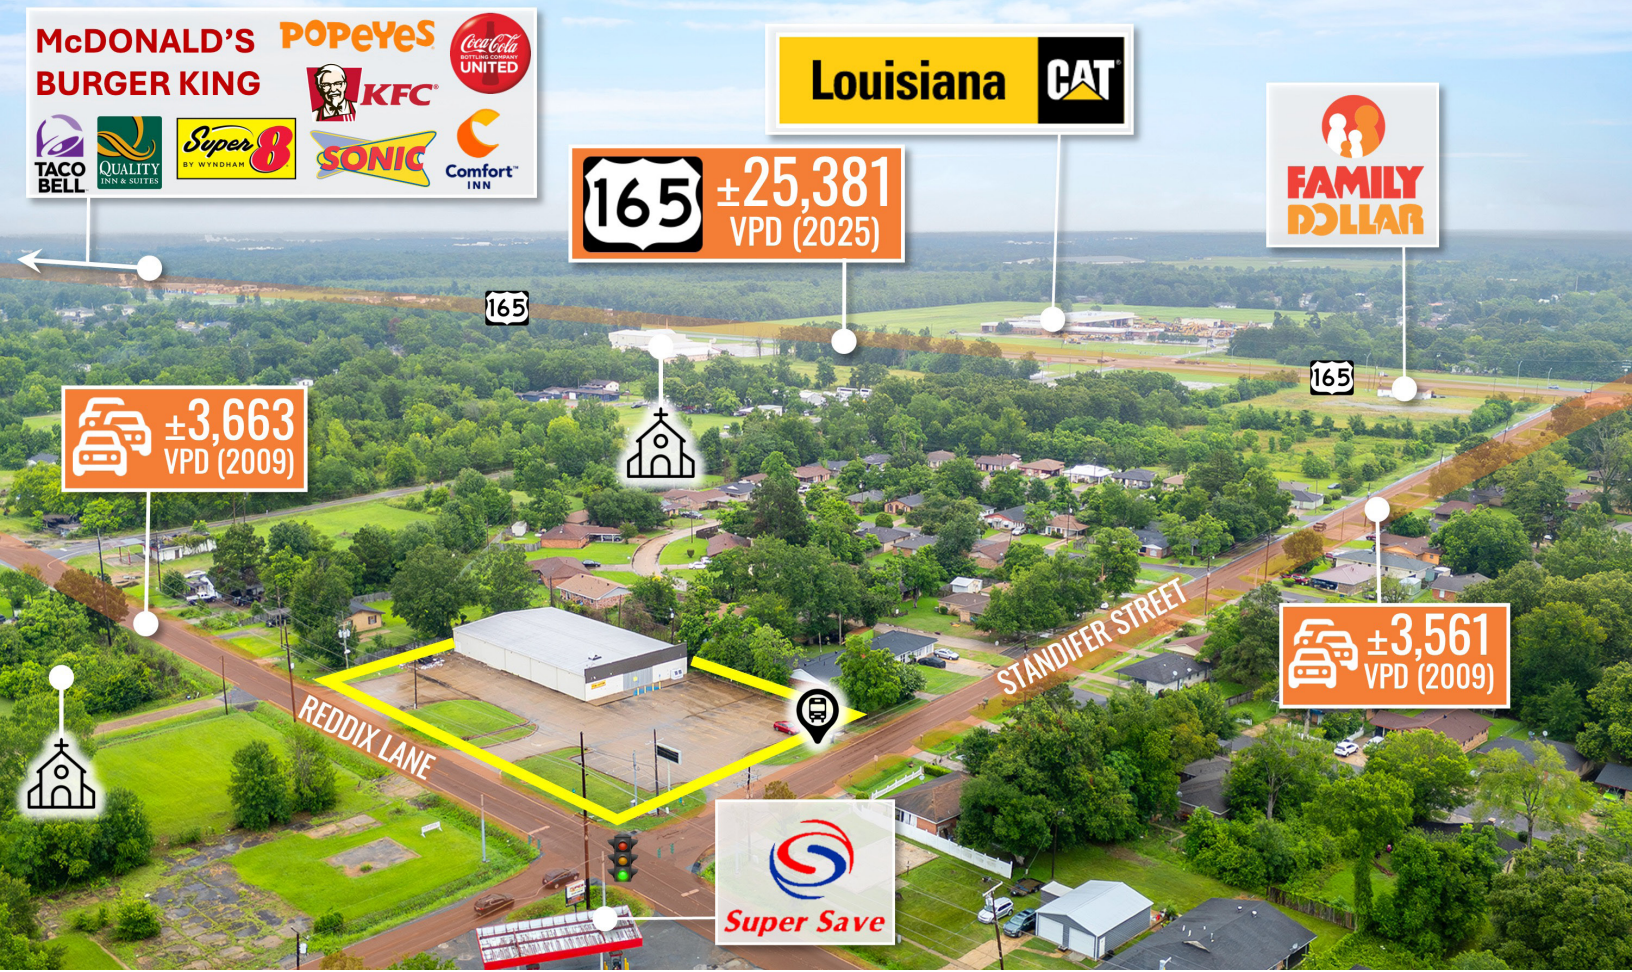 McDONALD'S
BURGER KING
POPEYES
Coca-Cola
BOTTLING COMPANY
UNITED
KFC
TACO
BELL
QUALITY
INN & SUITES
Super 8
BY WYNDHAM
SONIC
Comfort
INN
Louisiana CAT
165 ±25,381
VPD (2025)
FAMILY
DOLLAR
165
165
±3,663
VPD (2009)
±3,561
VPD (2009)
STANDIFER STREET
REDDIX LANE
Super Save